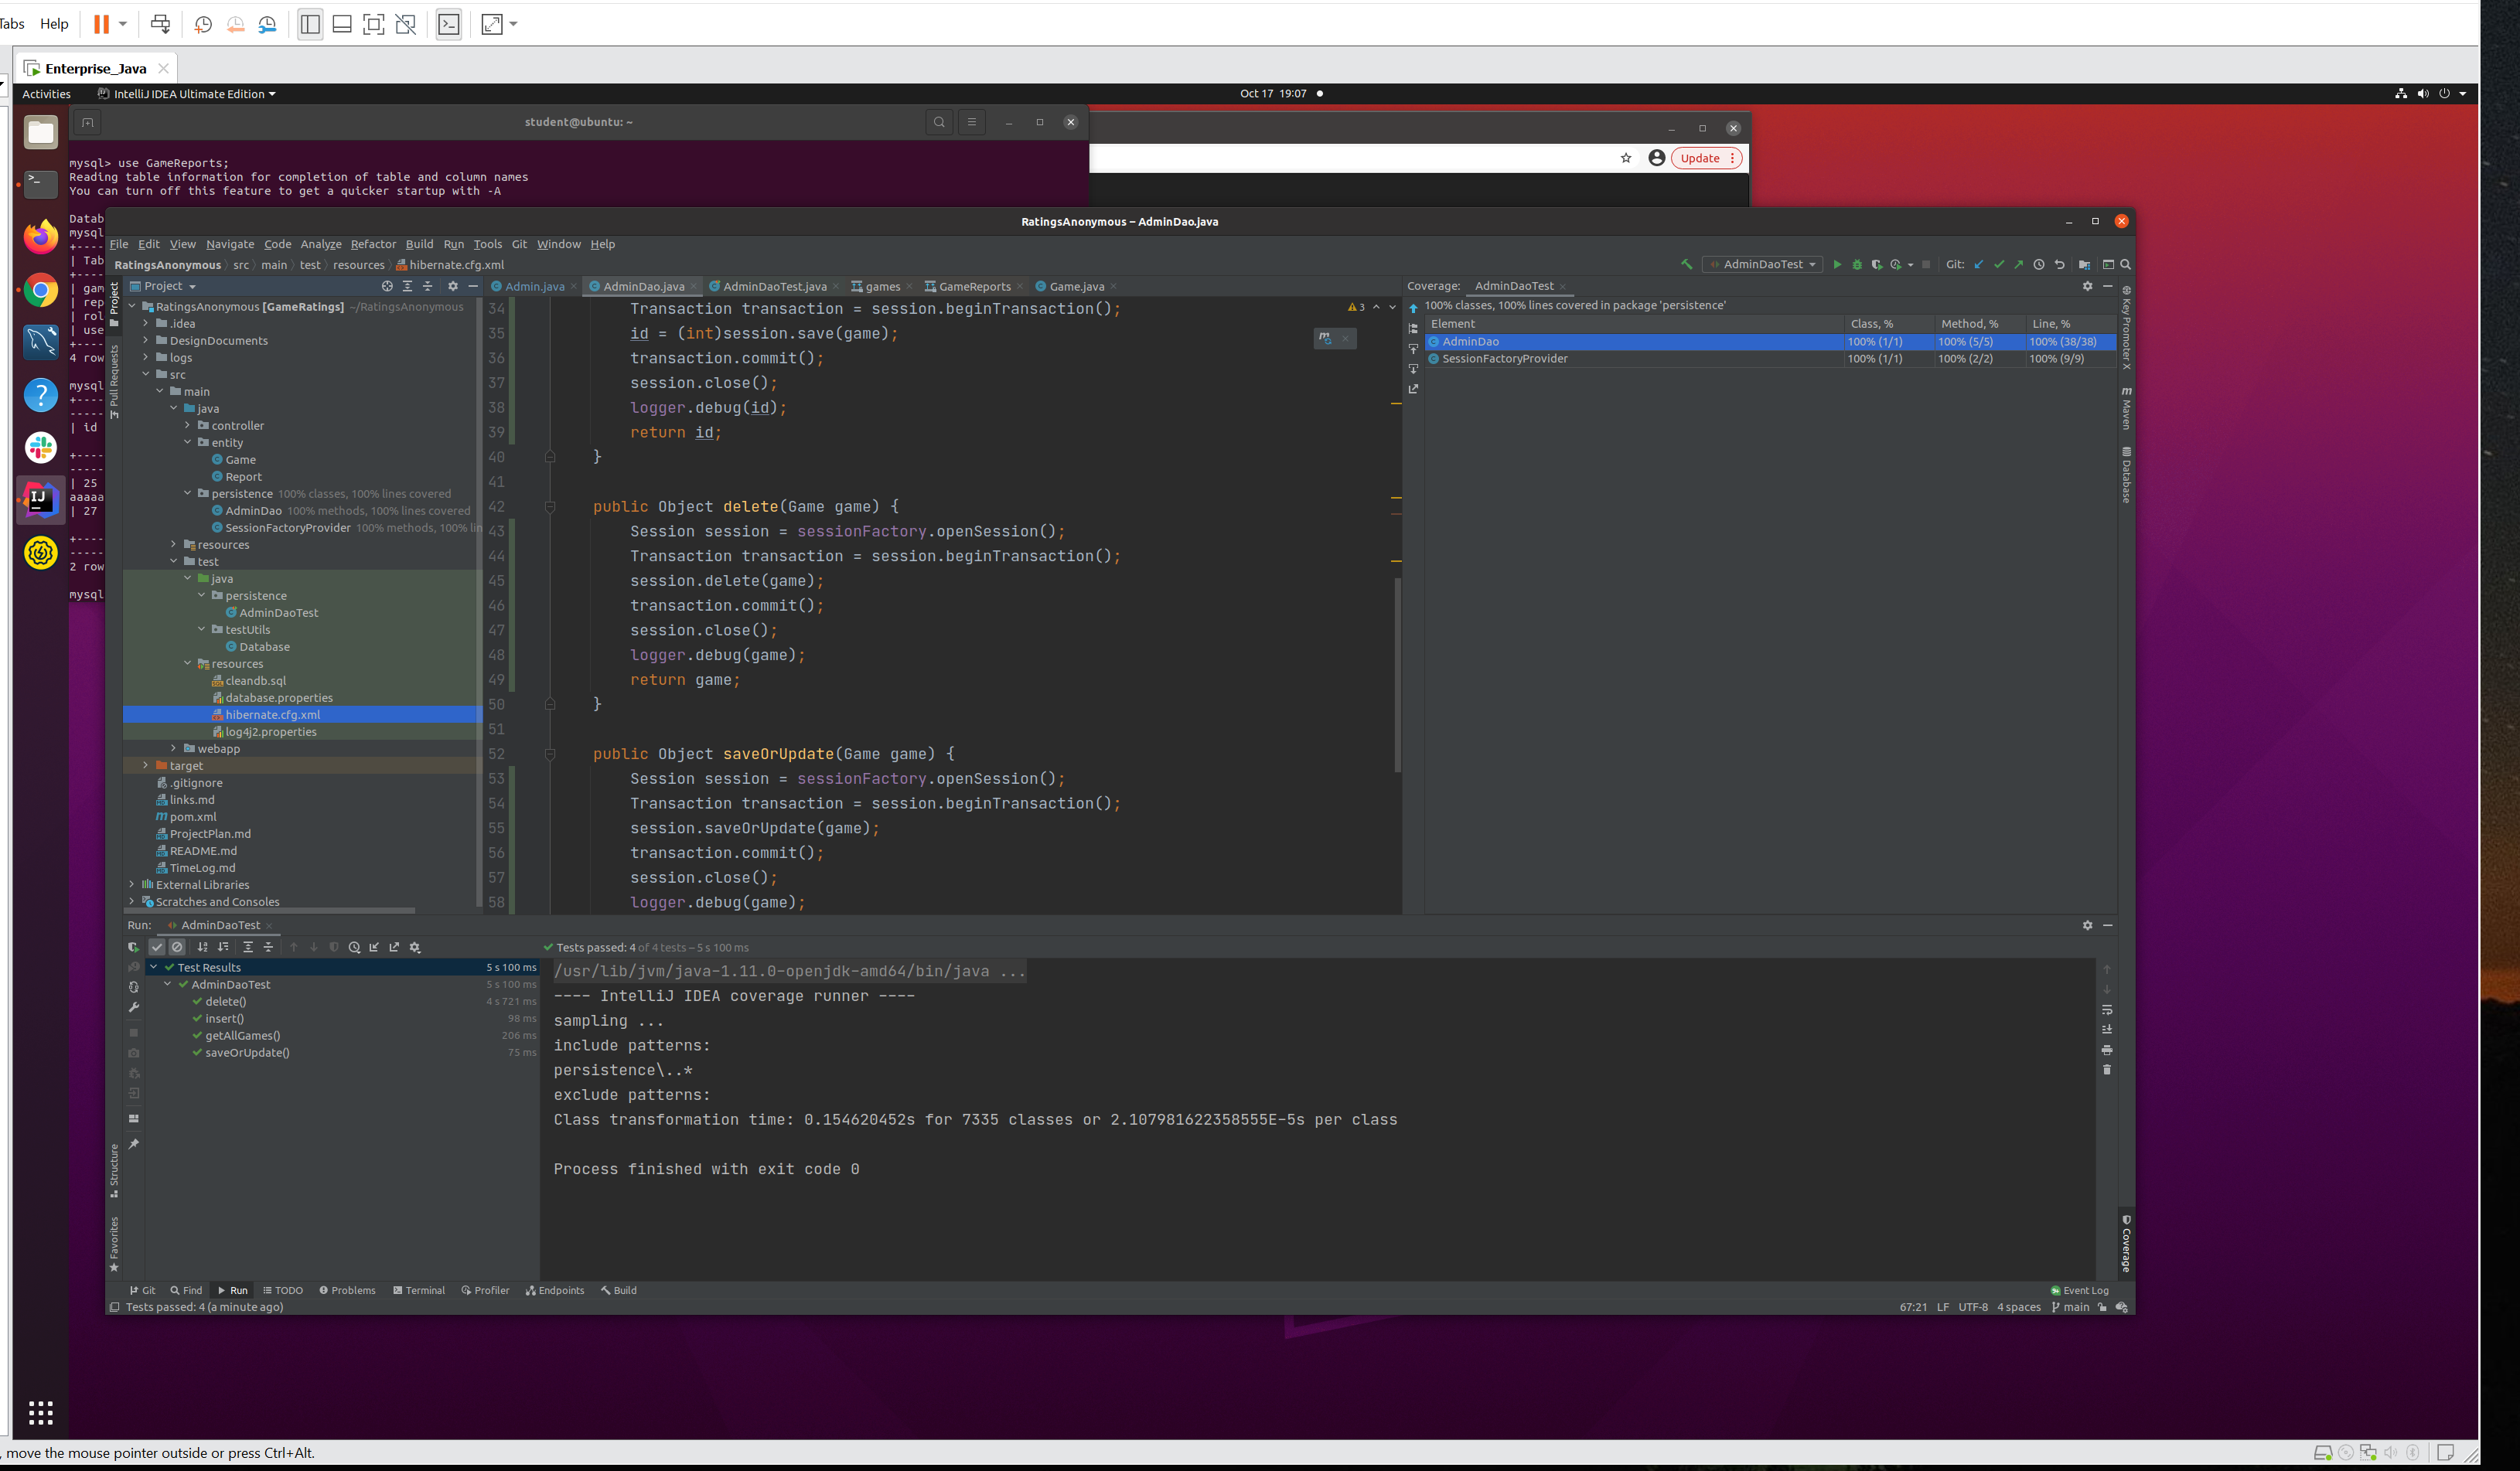 Tabs Help
Enterprise_Java
Activities IntelliJ IDEA Ultimate Edition Oct 17 19:07
student@ubuntu: ~
Update
mysql> use GameReports;
Reading table information for completion of table and column names
You can turn off this feature to get a quicker startup with -A
Datab
mysql
+----
| Tab
+----
| gam
| rep
| rol
| use
+----
4 row
mysql
+----
-----
| id
+----
-----
| 25
aaaaa
| 27
+----
-----
2 row
mysql
RatingsAnonymous – AdminDao.java
File Edit View Navigate Code Analyze Refactor Build Run Tools Git Window Help
RatingsAnonymous src main test resources hibernate.cfg.xml
AdminDaoTest Git:
Project
Admin.java AdminDao.java AdminDaoTest.java games GameReports Game.java
Project
Pull Requests
RatingsAnonymous [GameRatings] ~/RatingsAnonymous
.idea
DesignDocuments
logs
src
main
java
controller
entity
Game
Report
persistence 100% classes, 100% lines covered
AdminDao 100% methods, 100% lines covered
SessionFactoryProvider 100% methods, 100% lin
resources
test
java
persistence
AdminDaoTest
testUtils
Database
resources
cleandb.sql
database.properties
hibernate.cfg.xml
log4j2.properties
webapp
target
.gitignore
links.md
pom.xml
ProjectPlan.md
README.md
TimeLog.md
External Libraries
Scratches and Consoles
34 Transaction transaction = session.beginTransaction();
35 id = (int)session.save(game);
36 transaction.commit();
37 session.close();
38 logger.debug(id);
39 return id;
40 }
41
42 public Object delete(Game game) {
43 Session session = sessionFactory.openSession();
44 Transaction transaction = session.beginTransaction();
45 session.delete(game);
46 transaction.commit();
47 session.close();
48 logger.debug(game);
49 return game;
50 }
51
52 public Object saveOrUpdate(Game game) {
53 Session session = sessionFactory.openSession();
54 Transaction transaction = session.beginTransaction();
55 session.saveOrUpdate(game);
56 transaction.commit();
57 session.close();
58 logger.debug(game);
3
Coverage: AdminDaoTest
100% classes, 100% lines covered in package 'persistence'
Element Class, % Method, % Line, %
AdminDao 100% (1/1) 100% (5/5) 100% (38/38)
SessionFactoryProvider 100% (1/1) 100% (2/2) 100% (9/9)
Key Promoter X
Maven
Database
Coverage
Run: AdminDaoTest
Tests passed: 4 of 4 tests – 5 s 100 ms
Test Results 5 s 100 ms
AdminDaoTest 5 s 100 ms
delete() 4 s 721 ms
insert() 98 ms
getAllGames() 206 ms
saveOrUpdate() 75 ms
/usr/lib/jvm/java-1.11.0-openjdk-amd64/bin/java ...
---- IntelliJ IDEA coverage runner ----
sampling ...
include patterns:
persistence\..*
exclude patterns:
Class transformation time: 0.154620452s for 7335 classes or 2.107981622358555E-5s per class
Process finished with exit code 0
Structure
Favorites
Git Find Run TODO Problems Terminal Profiler Endpoints Build Event Log
Tests passed: 4 (a minute ago) 67:21 LF UTF-8 4 spaces main
, move the mouse pointer outside or press Ctrl+Alt.